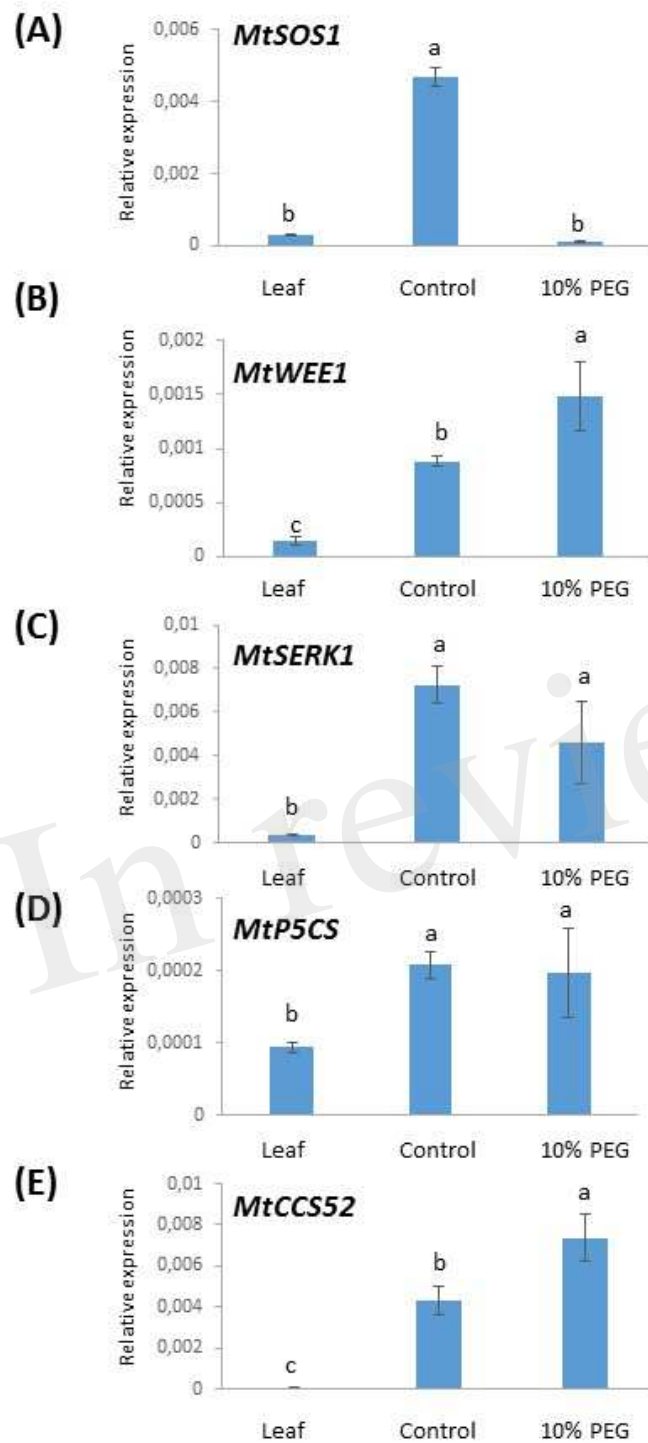 (A)
MtSOS1
Relative expression
0,006
0,004
0,002
0
b
a
b
Leaf Control 10% PEG
(B)
MtWEE1
Relative expression
0,002
0,0015
0,001
0,0005
0
c
b
a
Leaf Control 10% PEG
(C)
MtSERK1
Relative expression
0,01
0,008
0,006
0,004
0,002
0
b
a
a
Leaf Control 10% PEG
(D)
MtP5CS
Relative expression
0,0003
0,0002
0,0001
0
b
a
a
Leaf Control 10% PEG
(E)
MtCCS52
Relative expression
0,01
0,008
0,006
0,004
0,002
0
c
b
a
Leaf Control 10% PEG
In revie